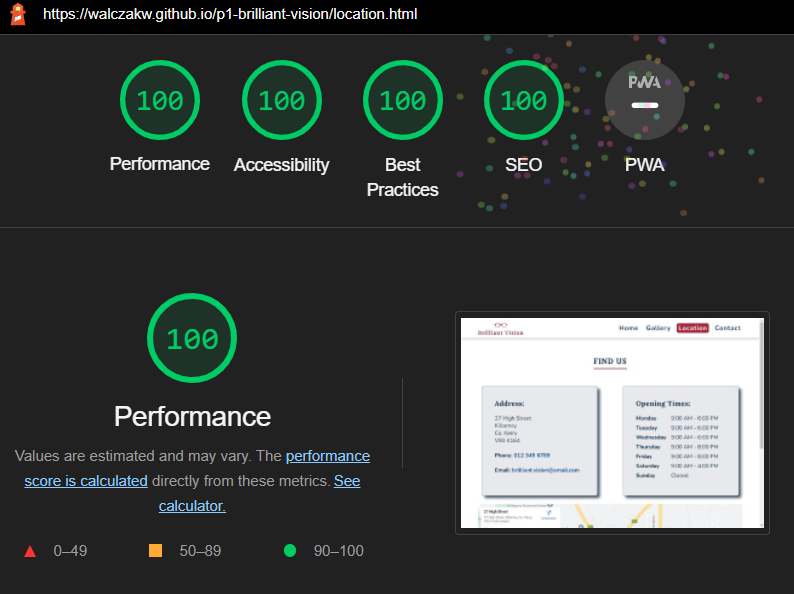 https://walczakw.github.io/p1-brilliant-vision/location.html
100
100
100
100
PWA
Performance
Accessibility
Best
Practices
SEO
PWA
100
Performance
Values are estimated and may vary. The performance
score is calculated directly from these metrics. See
calculator.
0–49
50–89
90–100
Brilliant Vision
Home
Gallery
Location
Contact
FIND US
Address:
27 High Street
Killarney
Co. Kerry
Phone: 012 345 6789
Email: brilliant.vision@email.com
Opening Times:
Monday 9:00 AM - 6:00 PM
Tuesday 9:00 AM - 6:00 PM
Wednesday 9:00 AM - 6:00 PM
Thursday 9:00 AM - 6:00 PM
Friday 9:00 AM - 6:00 PM
Saturday 9:00 AM - 4:00 PM
Sunday Closed
27 High Street